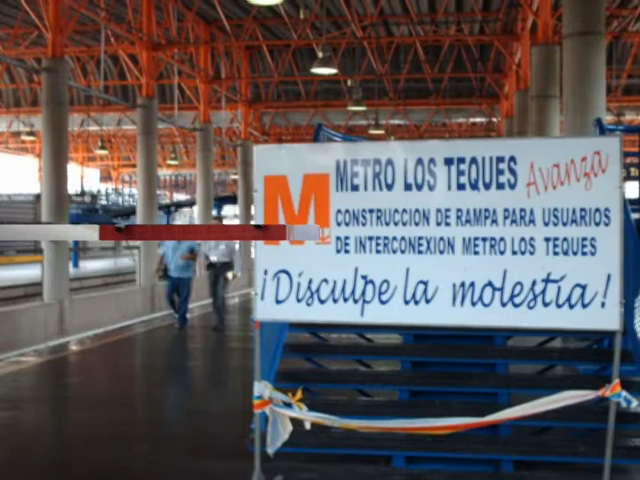 M
METRO LOS TEQUES Avanza
CONSTRUCCION DE RAMPA PARA USUARIOS
DE INTERCONEXION METRO LOS TEQUES
¡Disculpe la molestia!